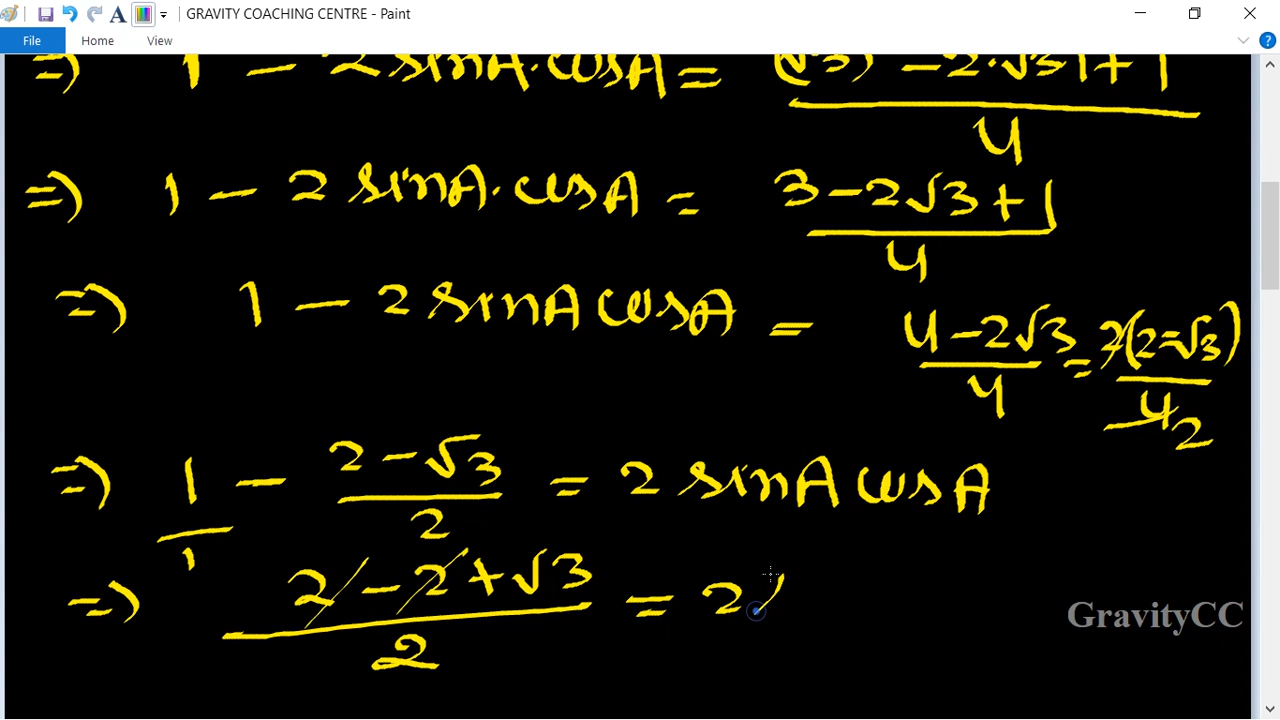 GRAVITY COACHING CENTRE - Paint
File Home View
=) 1 - 2 sinA·cosA = (√3) - 2·√3 1 + 1 / 4
=) 1 - 2 sinA·cosA = 3 - 2√3 + 1 / 4
=) 1 - 2 sinA cosA = 4 - 2√3 / 4 = 2(2-√3) / 4 2
=) 1/1 - 2 - √3 / 2 = 2 sinA cosA
=) 2 - 2 + √3 / 2 = 2
GravityCC